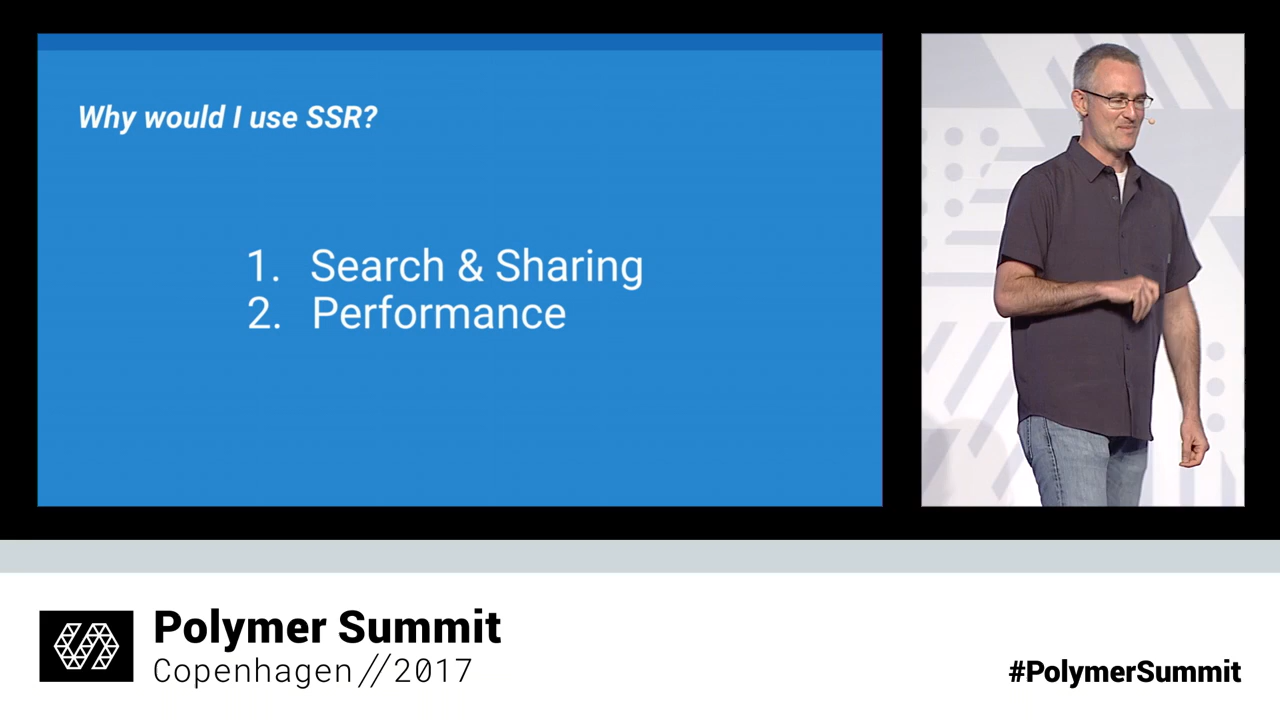 Why would I use SSR?
1. Search & Sharing
2. Performance
Polymer Summit
Copenhagen//2017
#PolymerSummit